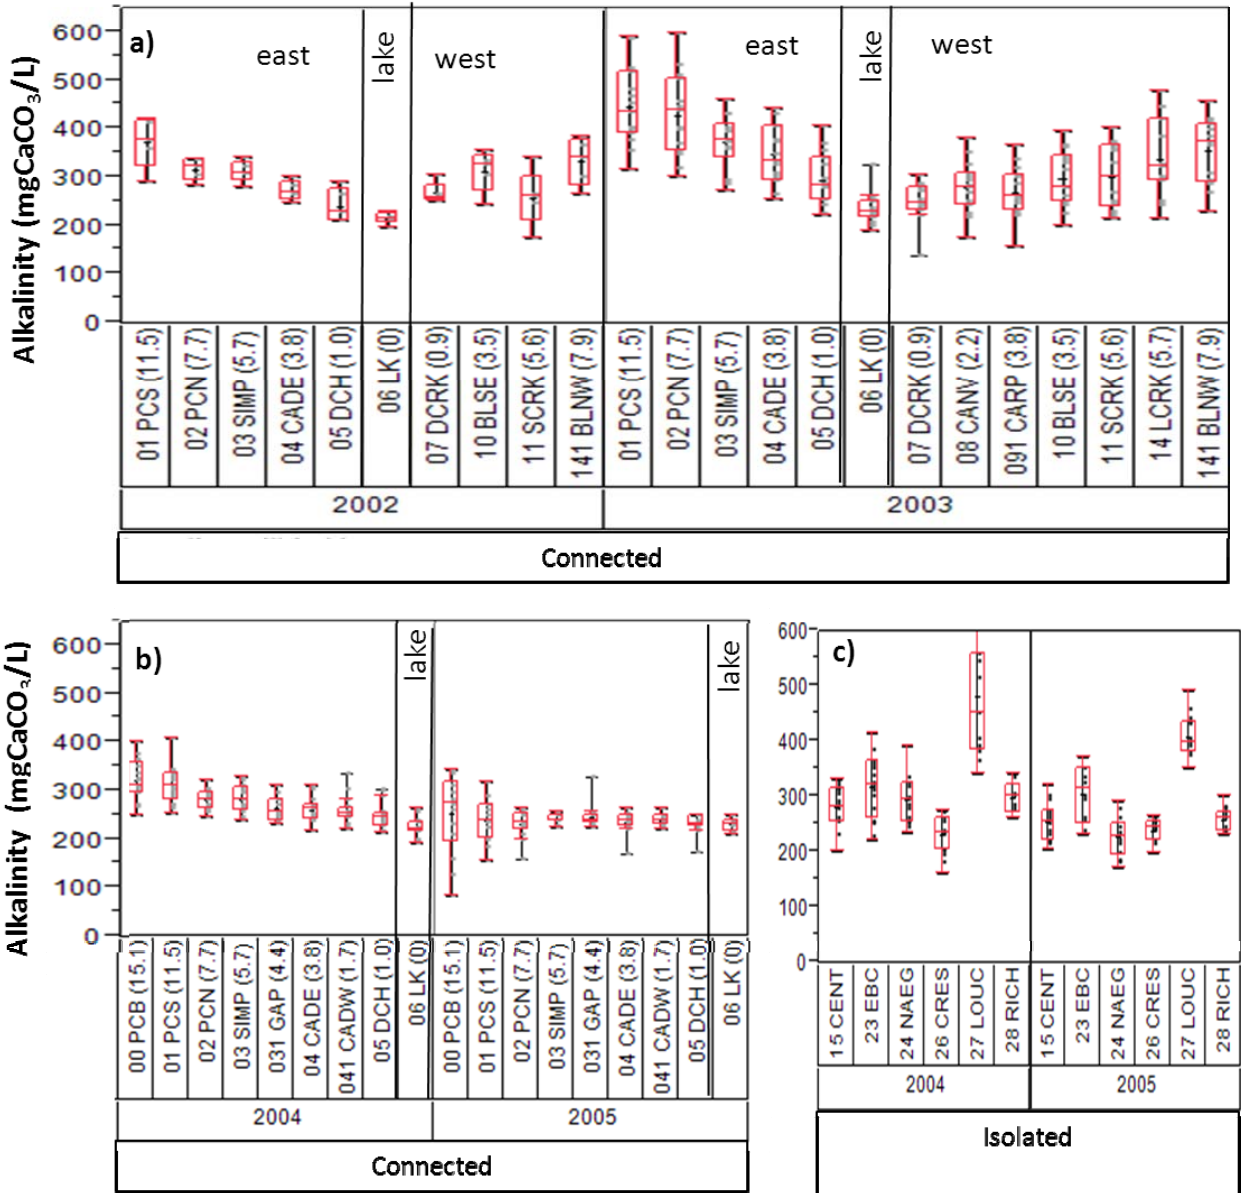 Alkalinity (mgCaCO3/L)
600
500
400
300
200
100
0
a)
east
lake
west
east
lake
west
01 PCS (11.5)
02 PCN (7.7)
03 SIMP (5.7)
04 CADE (3.8)
05 DCH (1.0)
06 LK (0)
07 DCRK (0.9)
10 BLSE (3.5)
11 SCRK (5.6)
141 BLNW (7.9)
01 PCS (11.5)
02 PCN (7.7)
03 SIMP (5.7)
04 CADE (3.8)
05 DCH (1.0)
06 LK (0)
07 DCRK (0.9)
08 CANV (2.2)
091 CARP (3.8)
10 BLSE (3.5)
11 SCRK (5.6)
14 LCRK (5.7)
141 BLNW (7.9)
2002
2003
Connected
Alkalinity (mgCaCO3/L)
600
500
400
300
200
100
0
b)
lake
lake
00 PCB (15.1)
01 PCS (11.5)
02 PCN (7.7)
03 SIMP (5.7)
031 GAP (4.4)
04 CADE (3.8)
041 CADW (1.7)
05 DCH (1.0)
06 LK (0)
00 PCB (15.1)
01 PCS (11.5)
02 PCN (7.7)
03 SIMP (5.7)
031 GAP (4.4)
04 CADE (3.8)
041 CADW (1.7)
05 DCH (1.0)
06 LK (0)
2004
2005
Connected
600
500
400
300
200
100
0
c)
15 CENT
23 EBC
24 NAEG
26 CRES
27 LOUC
28 RICH
15 CENT
23 EBC
24 NAEG
26 CRES
27 LOUC
28 RICH
2004
2005
Isolated